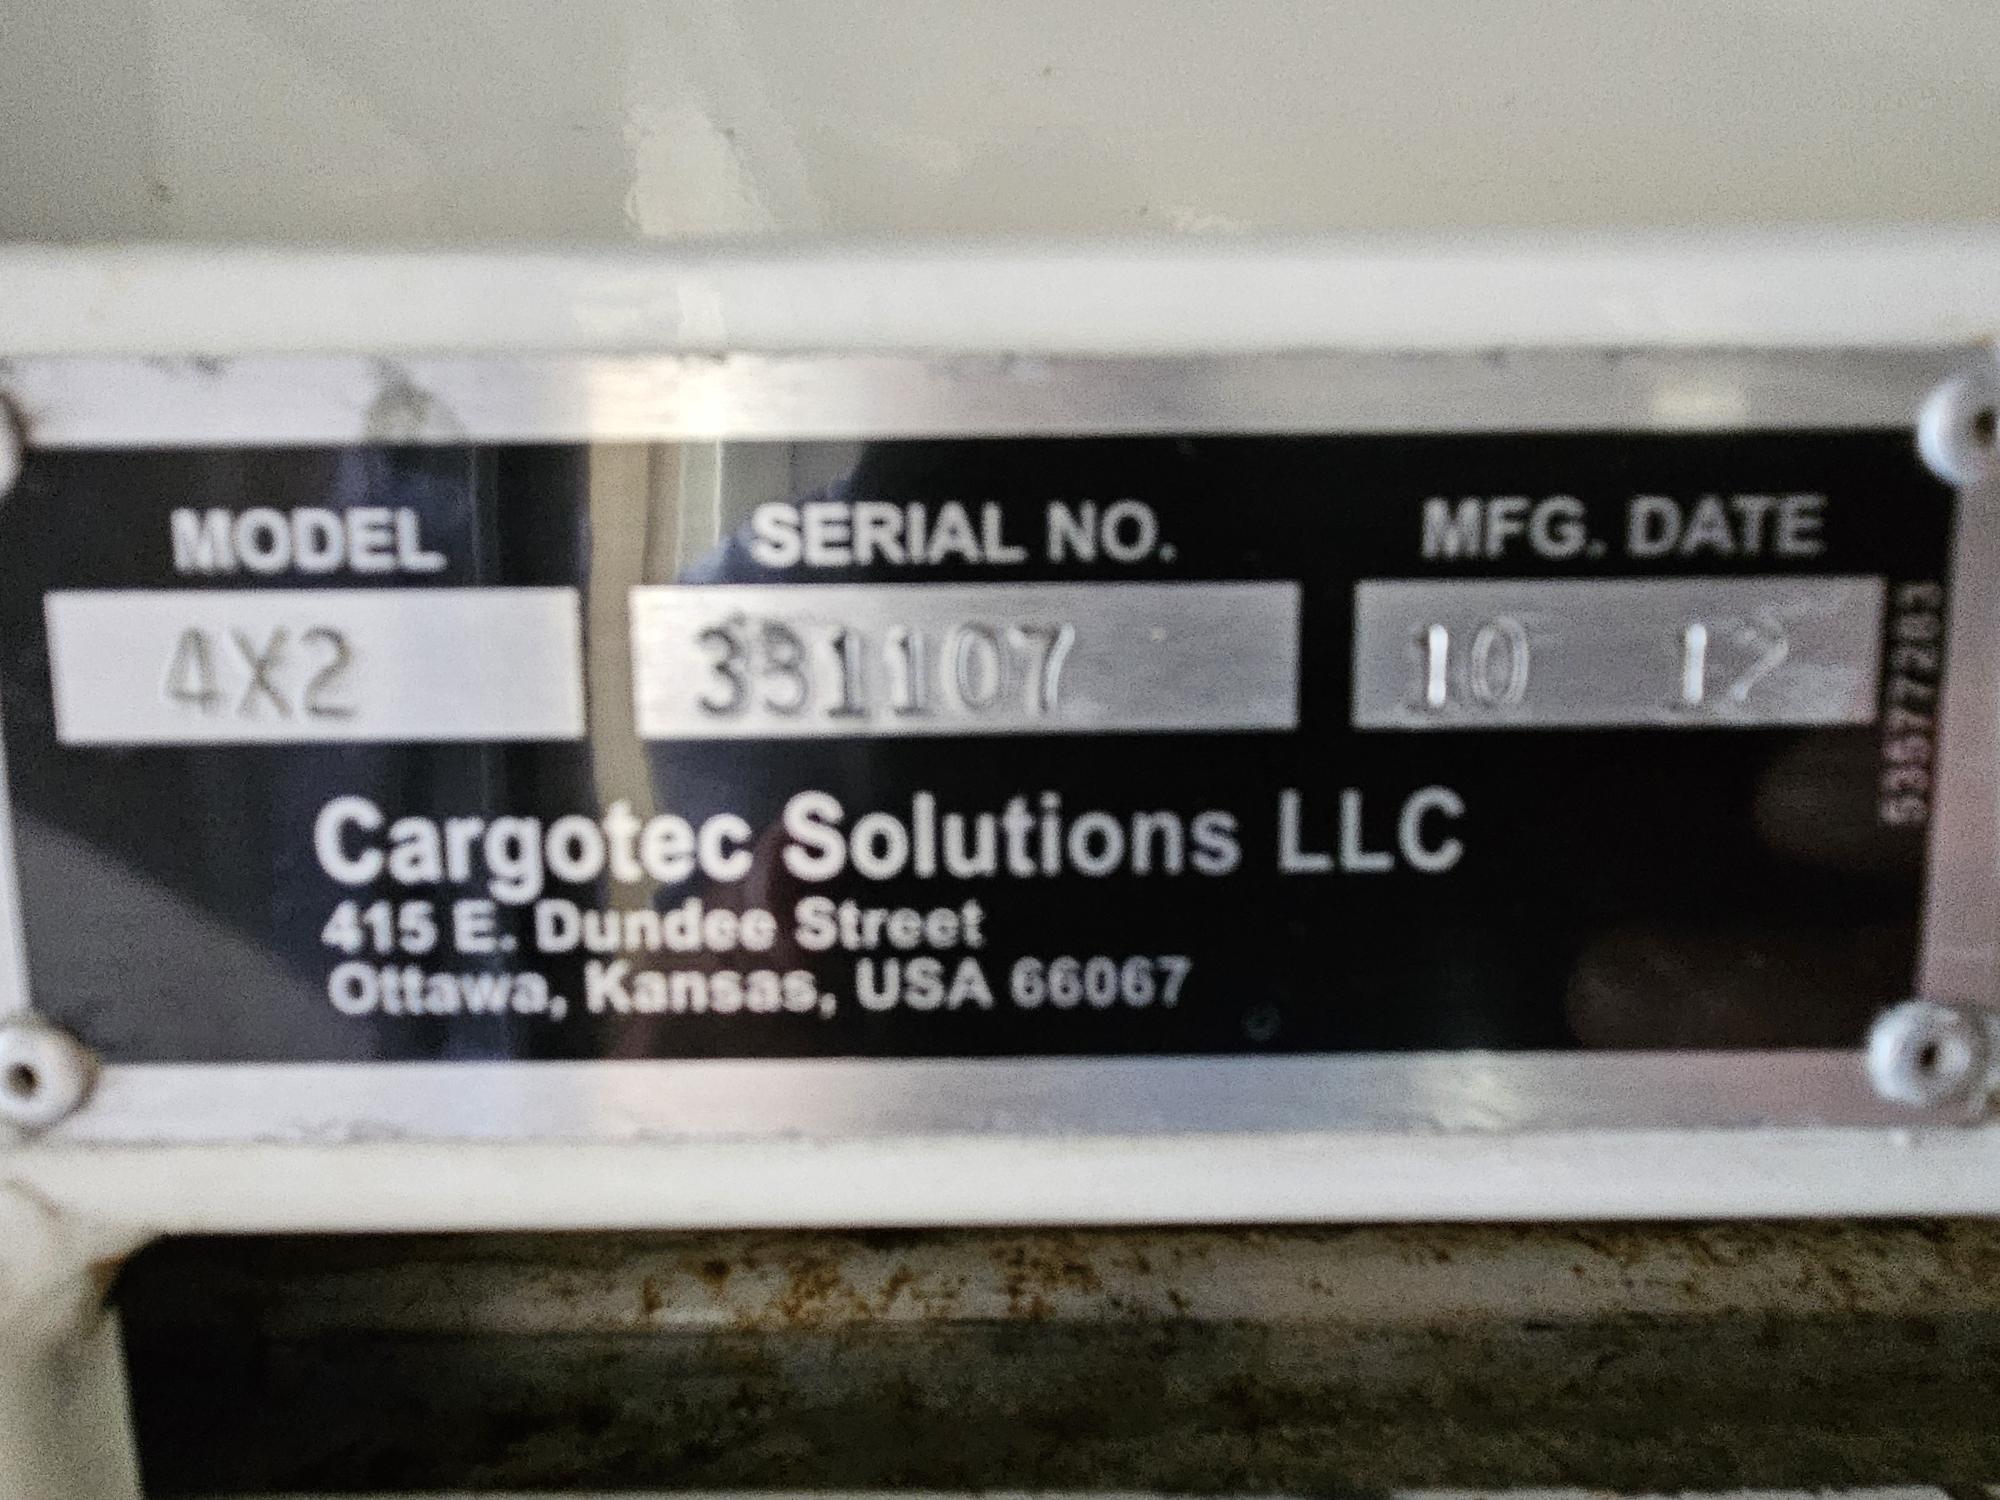 MODEL SERIAL NO. MFG. DATE
4X2 331107 10 12
Cargotec Solutions LLC
415 E. Dundee Street
Ottawa, Kansas, USA 66067